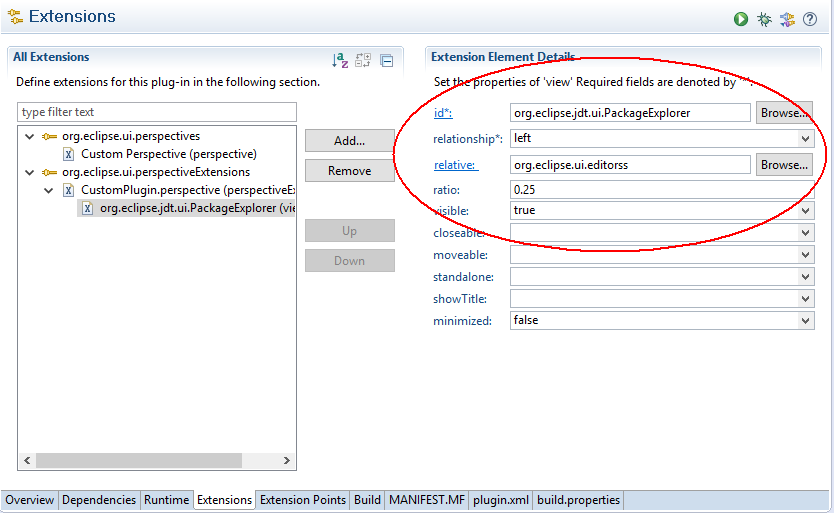 Extensions
All Extensions
Define extensions for this plug-in in the following section.
type filter text
org.eclipse.ui.perspectives
Custom Perspective (perspective)
org.eclipse.ui.perspectiveExtensions
CustomPlugin.perspective (perspectiveE
org.eclipse.jdt.ui.PackageExplorer (vie
Add...
Remove
Up
Down
Extension Element Details
Set the properties of 'view' Required fields are denoted by '*'.
id*: org.eclipse.jdt.ui.PackageExplorer Browse...
relationship*: left
relative: org.eclipse.ui.editorss Browse...
ratio: 0.25
visible: true
closeable:
moveable:
standalone:
showTitle:
minimized: false
Overview Dependencies Runtime Extensions Extension Points Build MANIFEST.MF plugin.xml build.properties